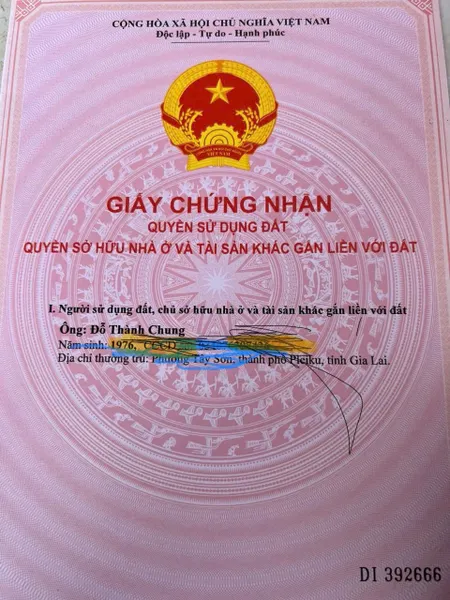 CỘNG HÒA XÃ HỘI CHỦ NGHĨA VIỆT NAM
Độc lập - Tự do - Hạnh phúc
GIẤY CHỨNG NHẬN
QUYỀN SỬ DỤNG ĐẤT
QUYỀN SỞ HỮU NHÀ Ở VÀ TÀI SẢN KHÁC GẮN LIỀN VỚI ĐẤT
I. Người sử dụng đất, chủ sở hữu nhà ở và tài sản khác gắn liền với đất
Ông: Đỗ Thành Chung
Năm sinh: 1976, CCCD
Địa chỉ thường trú: Phường Tây Sơn, thành phố Pleiku, tỉnh Gia Lai.
DI 392666